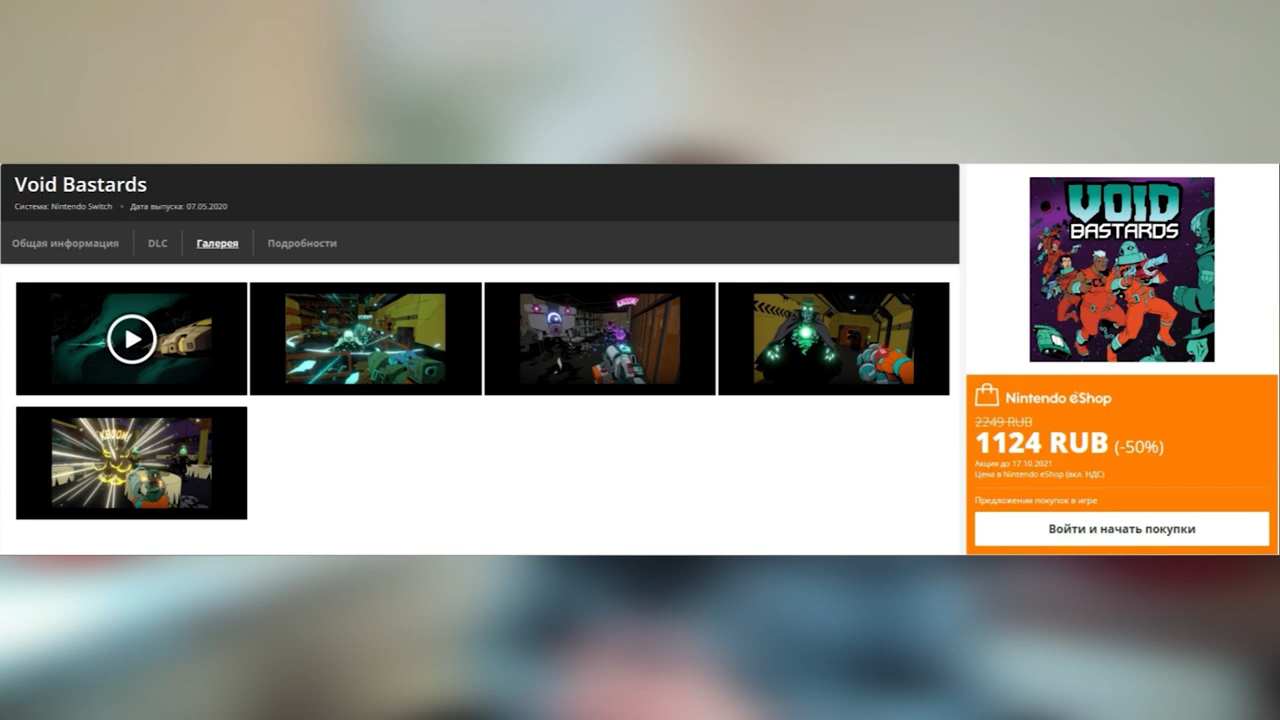 Void Bastards
Система: Nintendo Switch • Дата выпуска: 07.05.2020
Общая информация
DLC
Галерея
Подробности
KABOOM!
VOID
BASTARDS
Nintendo eShop
2249 RUB
1124 RUB (-50%)
Акция до 17.10.2021
Цена в Nintendo eShop (вкл. НДС)
Предложения покупок в игре
Войти и начать покупки